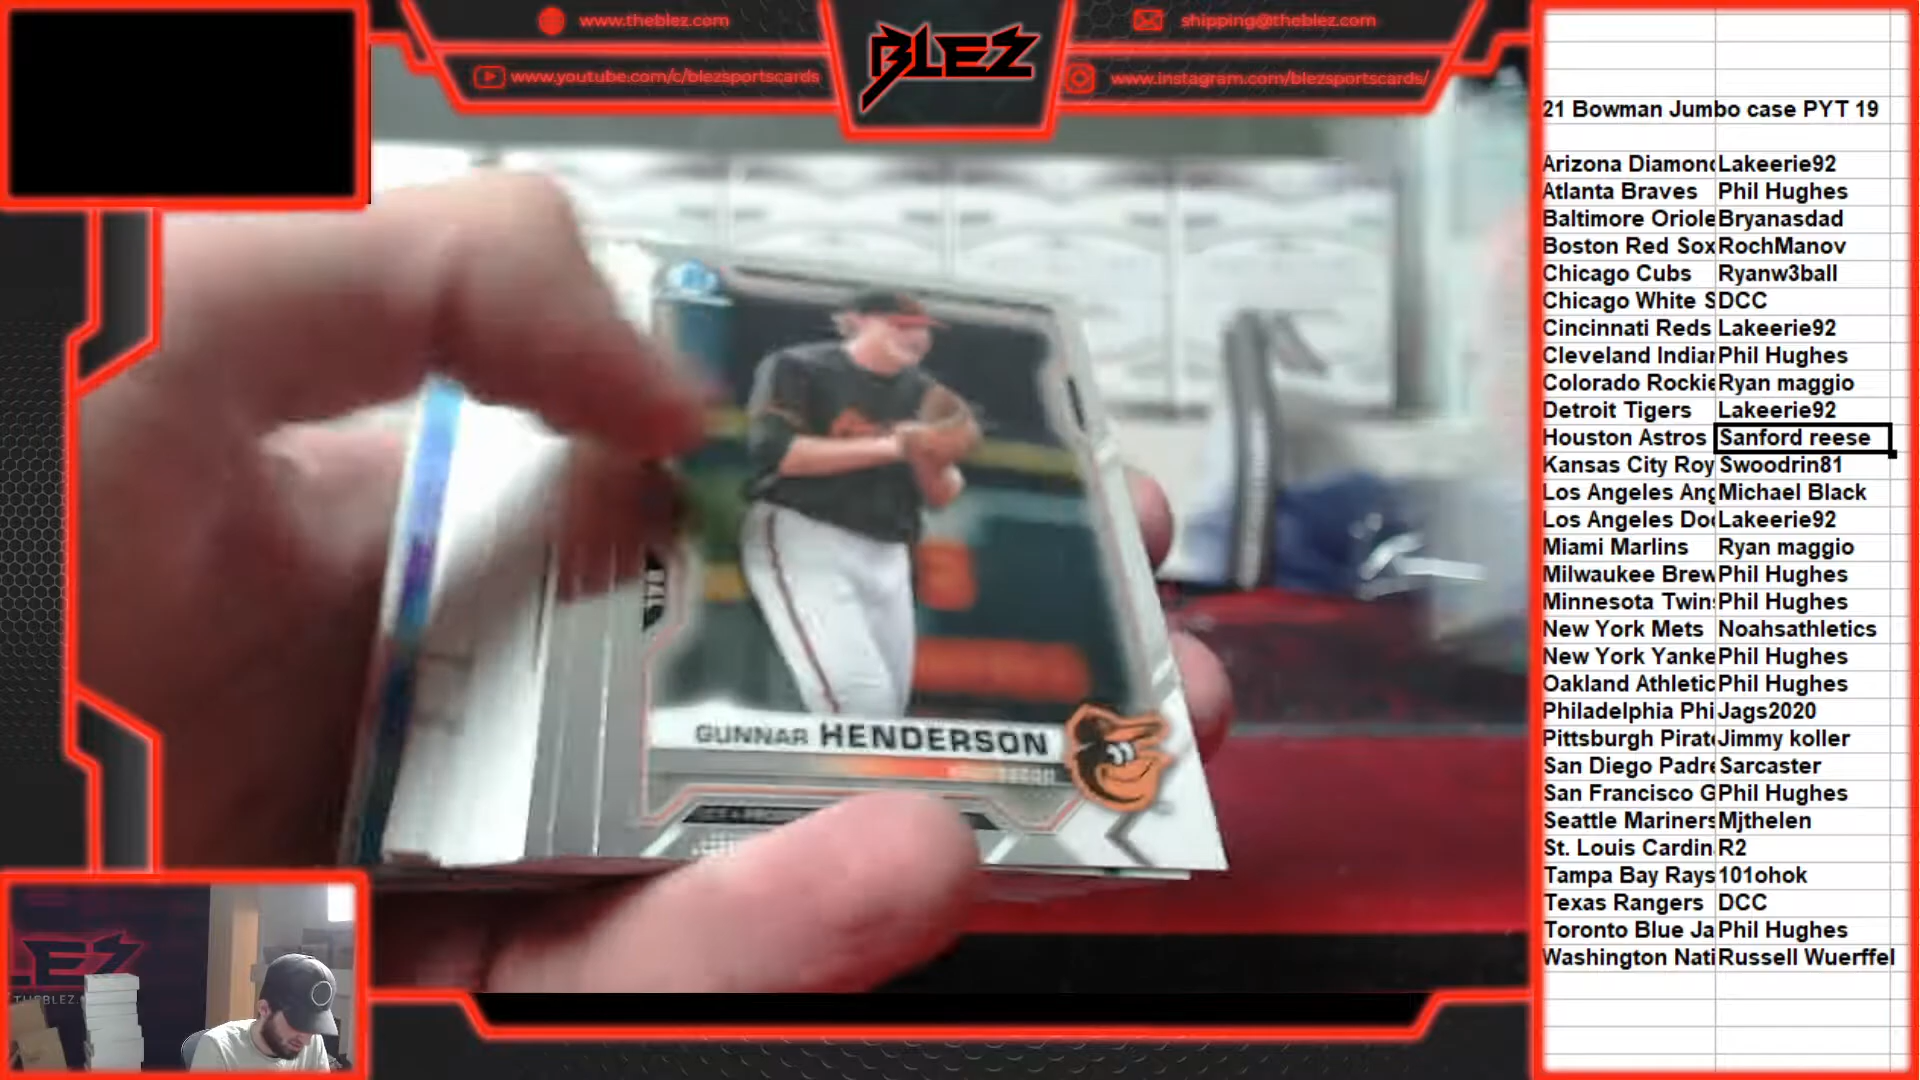 www.theblez.com
www.youtube.com/c/blezsportscards
BLEZ
shipping@theblez.com
www.instagram.com/blezsportscards/
GUNNAR HENDERSON
LEZ
21 Bowman Jumbo case PYT 19
Arizona Diamond Lakeerie92
Atlanta Braves Phil Hughes
Baltimore Oriole Bryanasdad
Boston Red Sox RochManov
Chicago Cubs Ryanw3ball
Chicago White S DCC
Cincinnati Reds Lakeerie92
Cleveland Indian Phil Hughes
Colorado Rockie Ryan maggio
Detroit Tigers Lakeerie92
Houston Astros Sanford reese
Kansas City Roy Swoodrin81
Los Angeles Ang Michael Black
Los Angeles Do Lakeerie92
Miami Marlins Ryan maggio
Milwaukee Brew Phil Hughes
Minnesota Twins Phil Hughes
New York Mets Noahsathletics
New York Yanke Phil Hughes
Oakland Athletic Phil Hughes
Philadelphia Phi Jags2020
Pittsburgh Pirate Jimmy koller
San Diego Padre Sarcaster
San Francisco G Phil Hughes
Seattle Mariners Mjthelen
St. Louis Cardin R2
Tampa Bay Rays 101ohok
Texas Rangers DCC
Toronto Blue Ja Phil Hughes
Washington Nati Russell Wuerffel